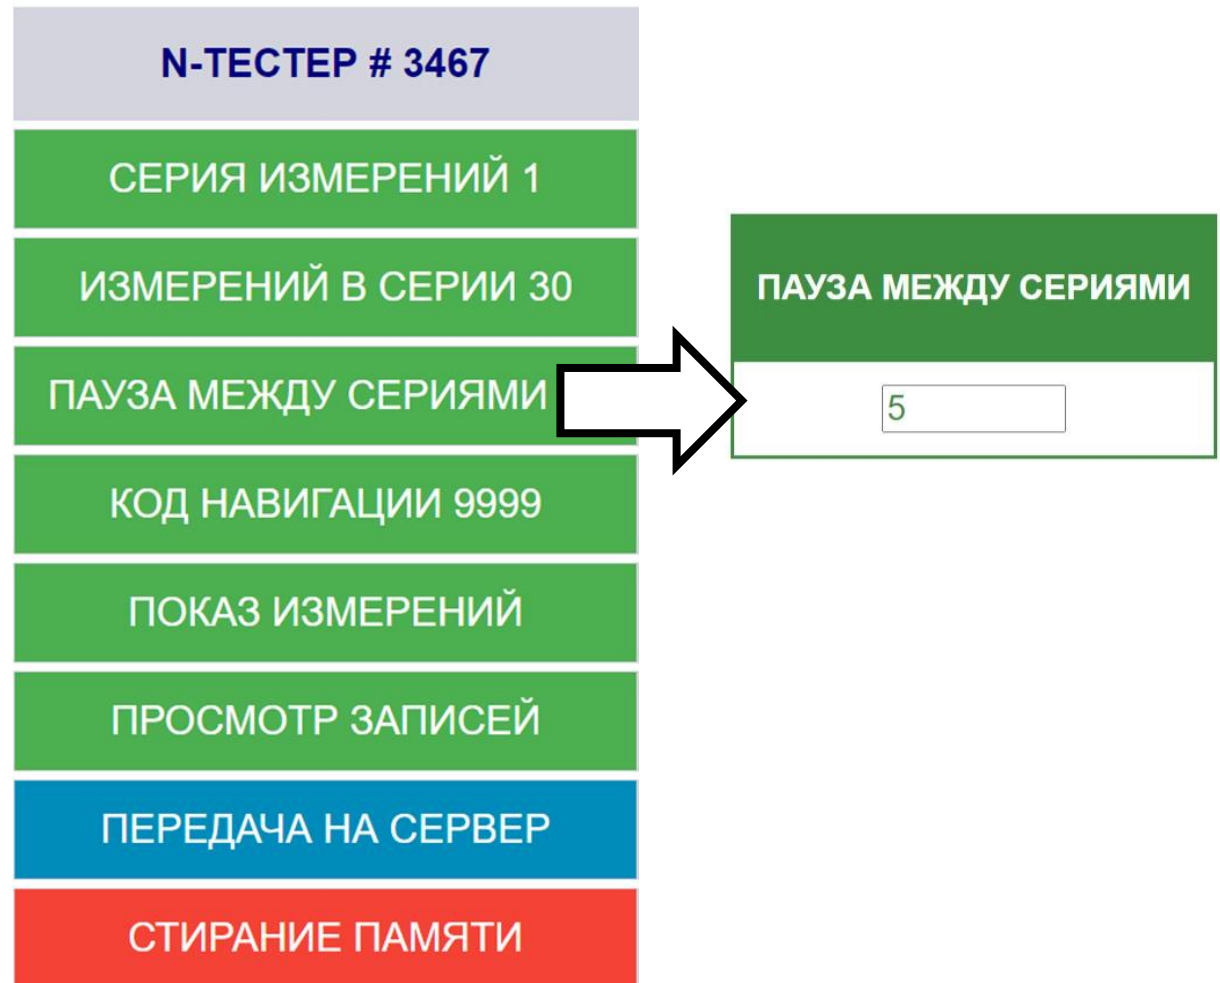 N-ТЕСТЕР # 3467
СЕРИЯ ИЗМЕРЕНИЙ 1
ИЗМЕРЕНИЙ В СЕРИИ 30
ПАУЗА МЕЖДУ СЕРИЯМИ
КОД НАВИГАЦИИ 9999
ПОКАЗ ИЗМЕРЕНИЙ
ПРОСМОТР ЗАПИСЕЙ
ПЕРЕДАЧА НА СЕРВЕР
СТИРАНИЕ ПАМЯТИ
ПАУЗА МЕЖДУ СЕРИЯМИ
5